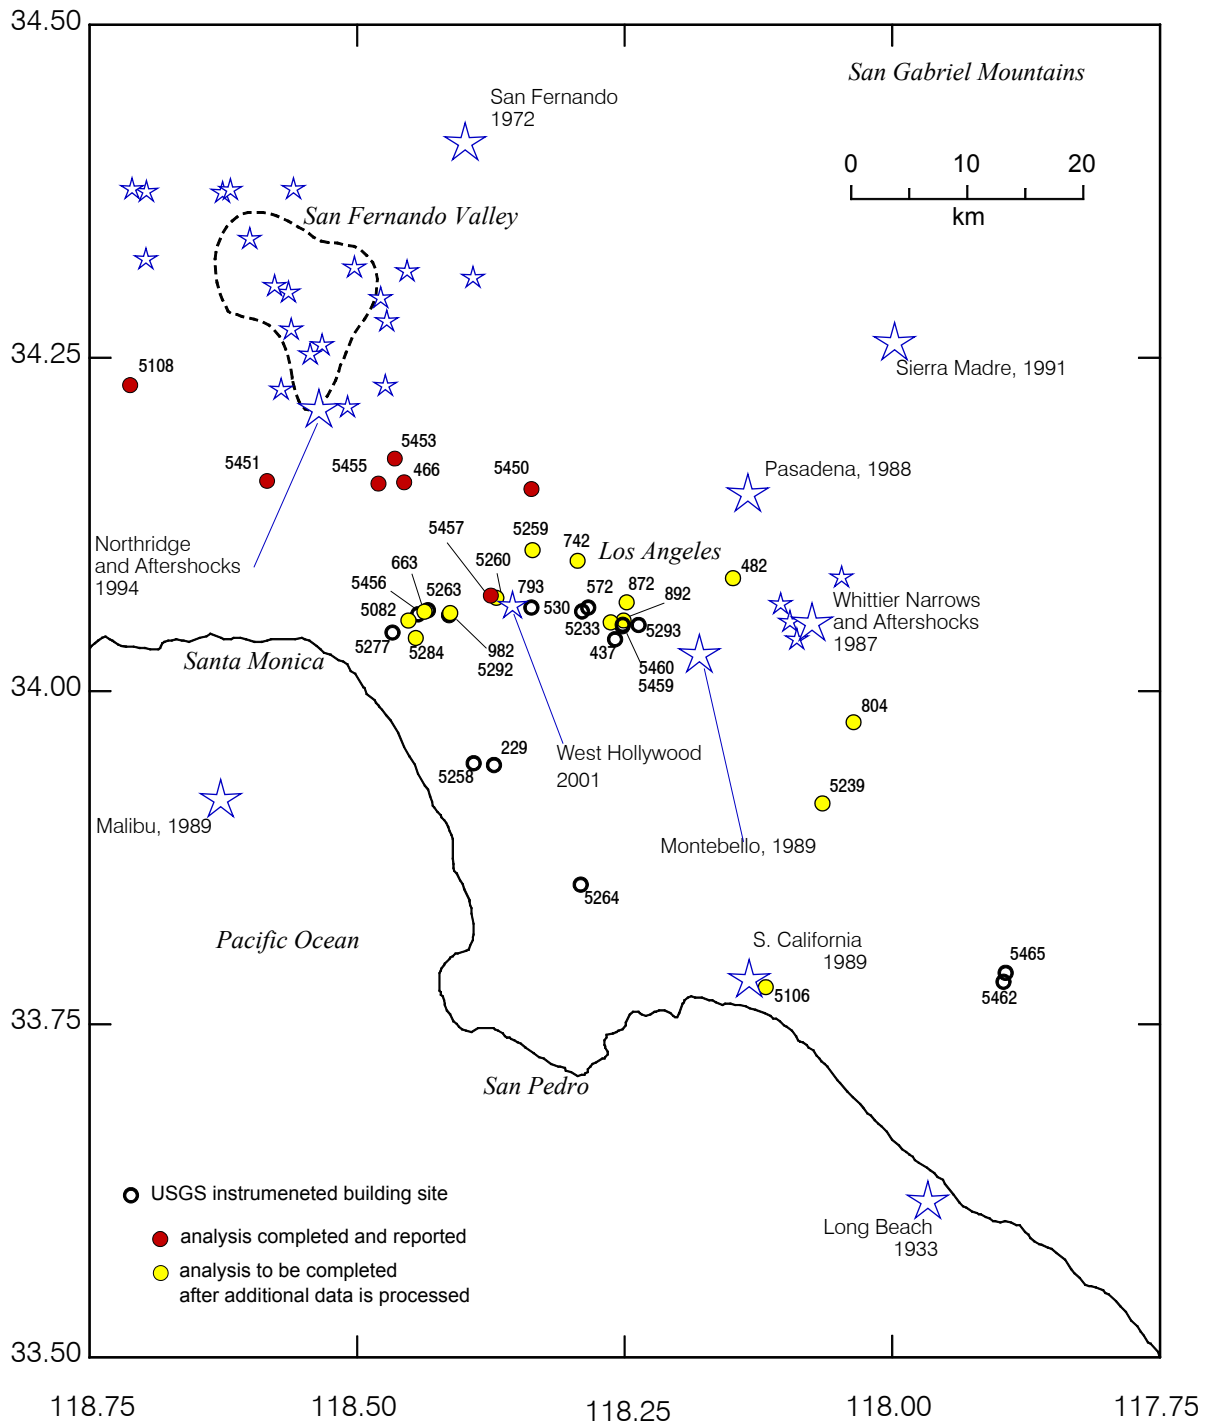 34.50
San Gabriel Mountains
San Fernando
1972
0 10 20
km
San Fernando Valley
34.25
5108
Sierra Madre, 1991
5453
5451
5455
466
5450
Pasadena, 1988
Northridge
and Aftershocks
1994
5457
5259
742
Los Angeles
663
5260
482
5456
5263
793
572
872
5082
530
892
Whittier Narrows
and Aftershocks
1987
5277
5284
982
5292
5233
5293
437
5460
5459
Santa Monica
34.00
804
229
5258
West Hollywood
2001
5239
Malibu, 1989
Montebello, 1989
5264
Pacific Ocean
S. California
1989
5465
5462
5106
33.75
San Pedro
USGS instrumeneted building site
analysis completed and reported
analysis to be completed
after additional data is processed
Long Beach
1933
33.50
118.75 118.50 118.25 118.00 117.75